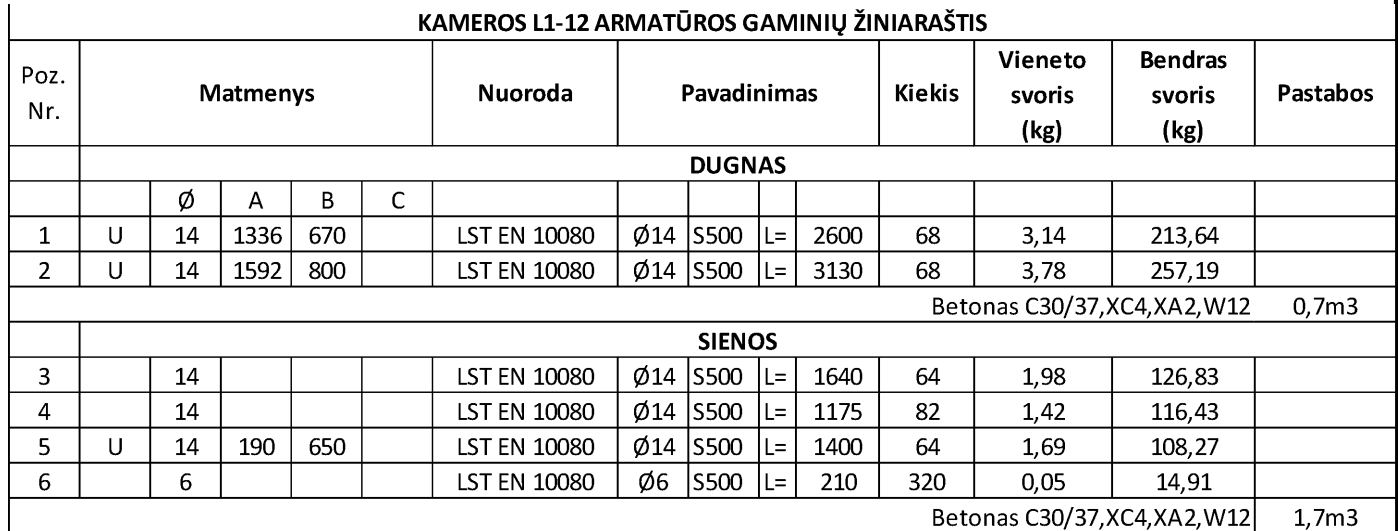 KAMEROS L1-12 ARMATŪROS GAMINIŲ ŽINIARAŠTIS
Poz. Nr. Matmenys Nuoroda Pavadinimas Kiekis Vieneto svoris (kg) Bendras svoris (kg) Pastabos
DUGNAS
Ø A B C
1 U 14 1336 670 LST EN 10080 Ø14 S500 L= 2600 68 3,14 213,64
2 U 14 1592 800 LST EN 10080 Ø14 S500 L= 3130 68 3,78 257,19
Betonas C30/37,XC4,XA2,W12 0,7m3
SIENOS
3 14 LST EN 10080 Ø14 S500 L= 1640 64 1,98 126,83
4 14 LST EN 10080 Ø14 S500 L= 1175 82 1,42 116,43
5 U 14 190 650 LST EN 10080 Ø14 S500 L= 1400 64 1,69 108,27
6 6 LST EN 10080 Ø6 S500 L= 210 320 0,05 14,91
Betonas C30/37,XC4,XA2,W12 1,7m3